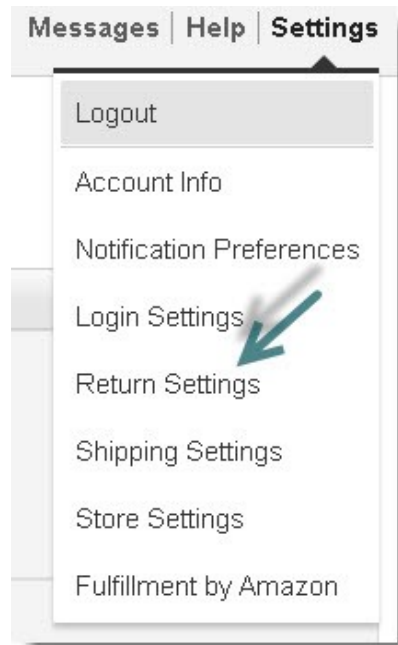 Messages | Help | Settings
Logout
Account Info
Notification Preferences
Login Settings
Return Settings
Shipping Settings
Store Settings
Fulfillment by Amazon